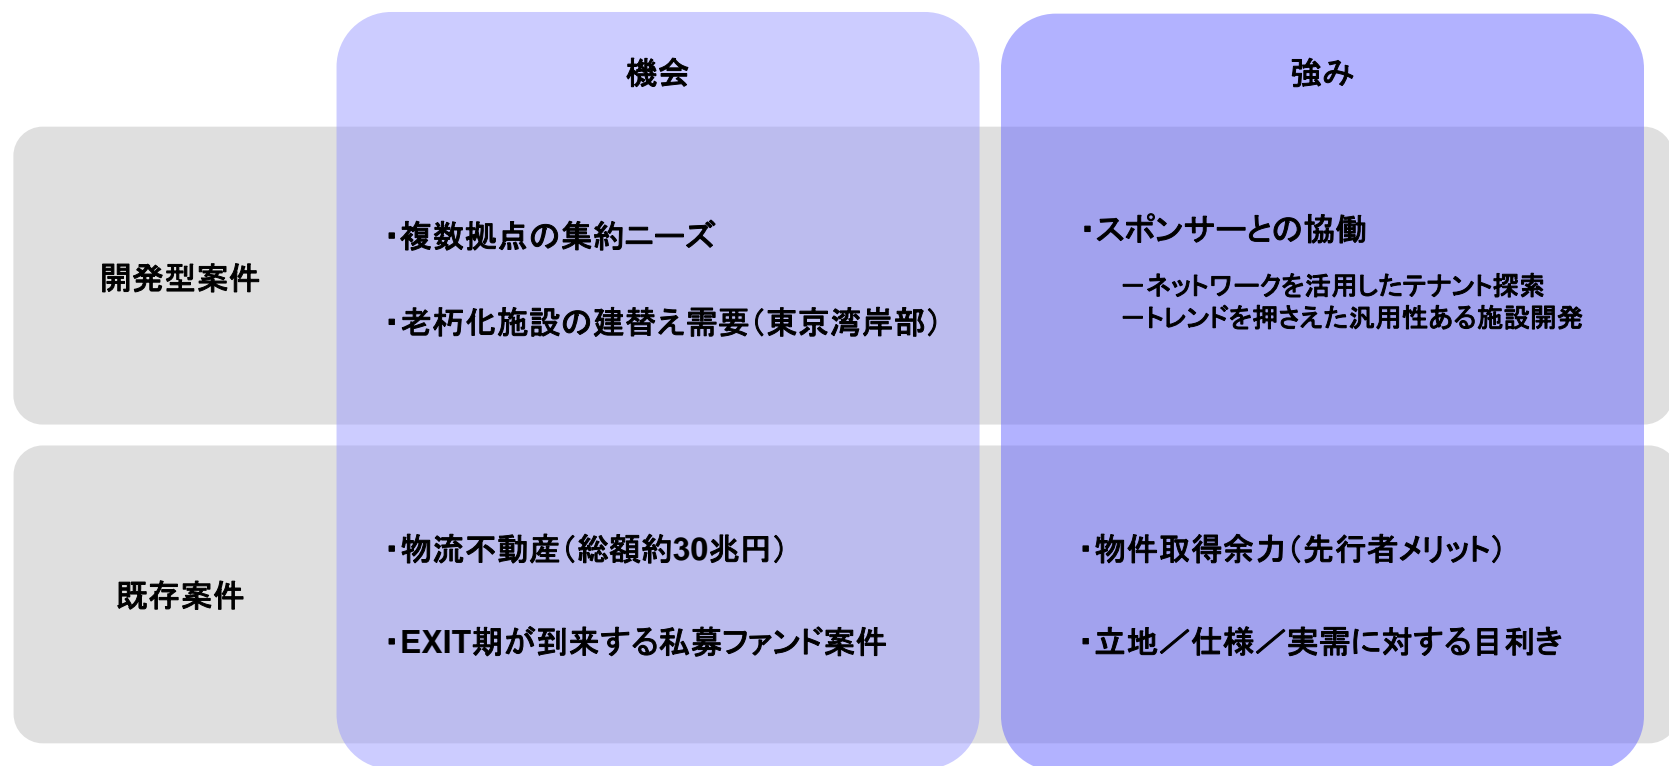 機会
強み
開発型案件
・複数拠点の集約ニーズ
・老朽化施設の建替え需要（東京湾岸部）
・スポンサーとの協働
－ネットワークを活用したテナント探索
－トレンドを押さえた汎用性ある施設開発
既存案件
・物流不動産（総額約30兆円）
・EXIT期が到来する私募ファンド案件
・物件取得余力（先行者メリット）
・立地／仕様／実需に対する目利き